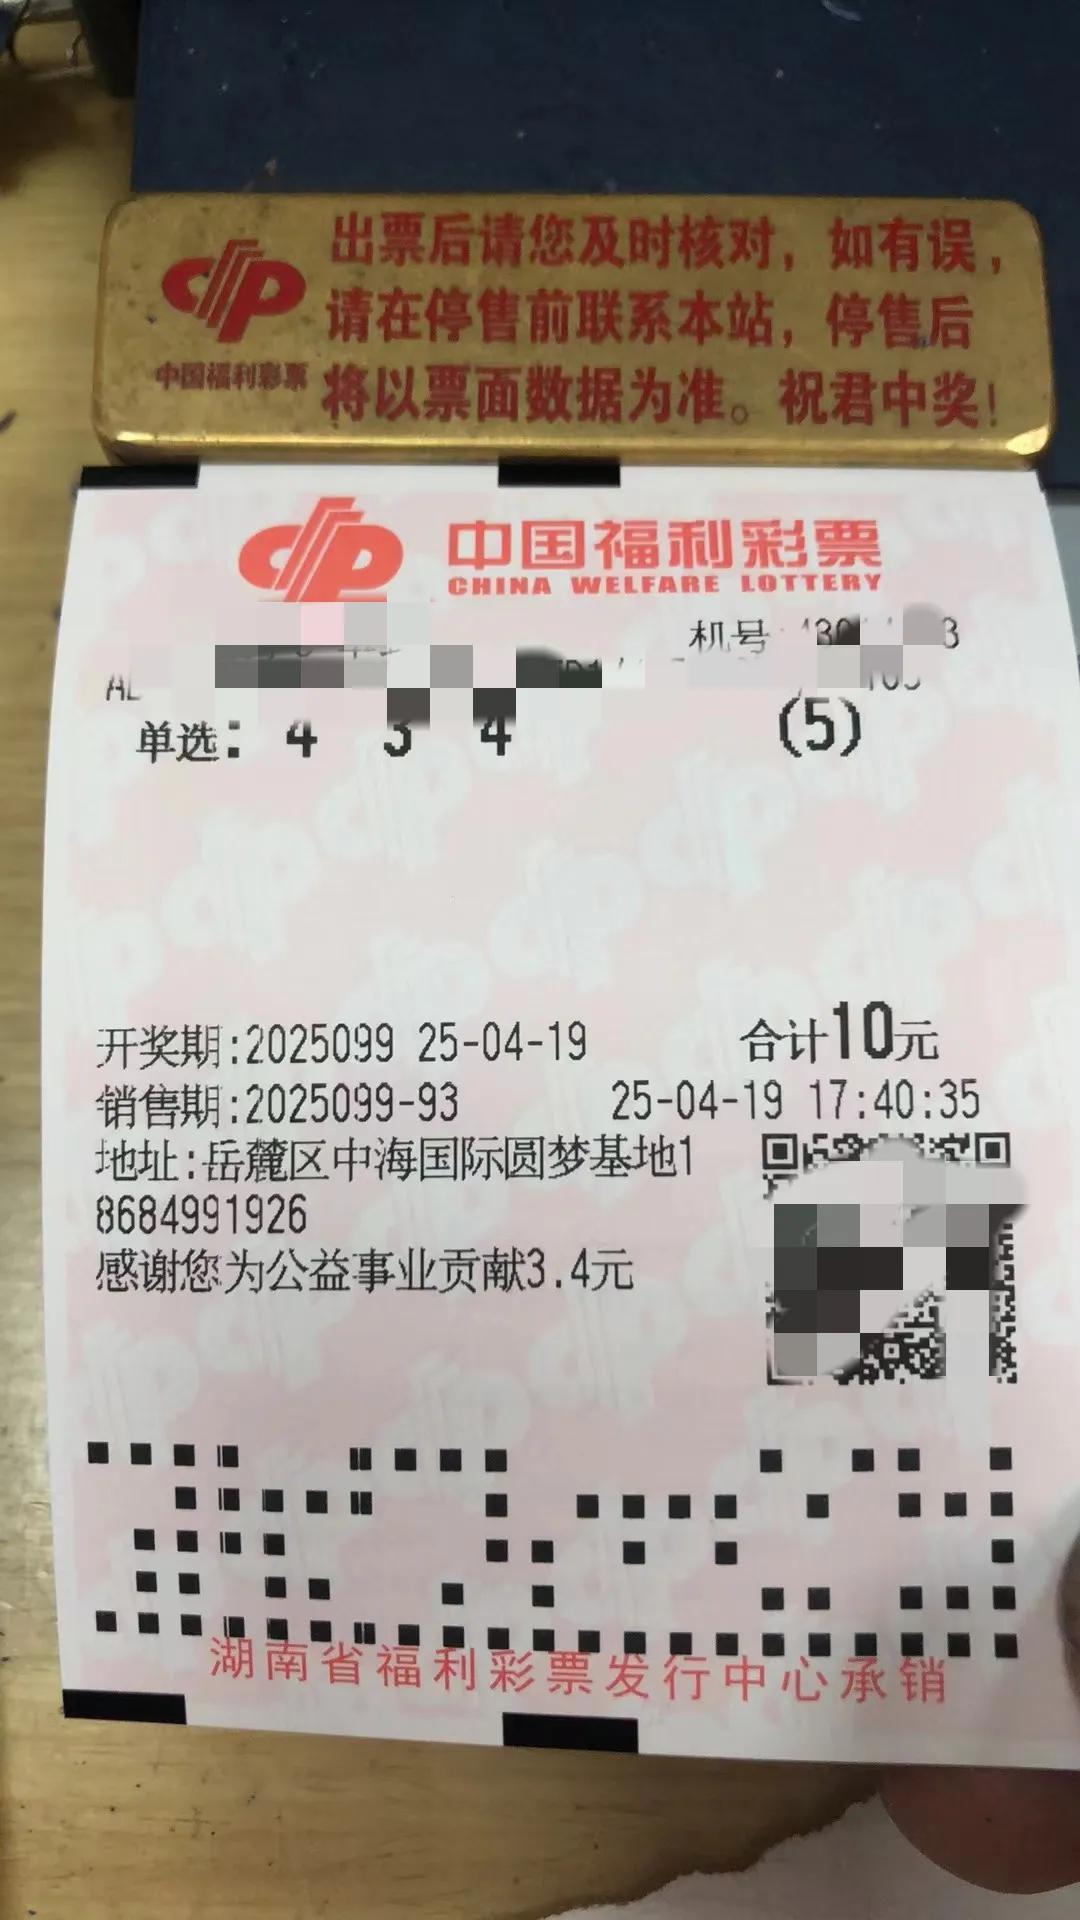 出票后请您及时核对，如有误，
请在停售前联系本站，停售后
将以票面数据为准。祝君中奖！
中国福利彩票
中国福利彩票
CHINA WELFARE LOTTERY
机号
单选: 4 3 4 (5)
开奖期:2025099 25-04-19 合计10元
销售期:2025099-93 25-04-19 17:40:35
地址:岳麓区中海国际圆梦基地1
8684991926
感谢您为公益事业贡献3.4元
湖南省福利彩票发行中心承销